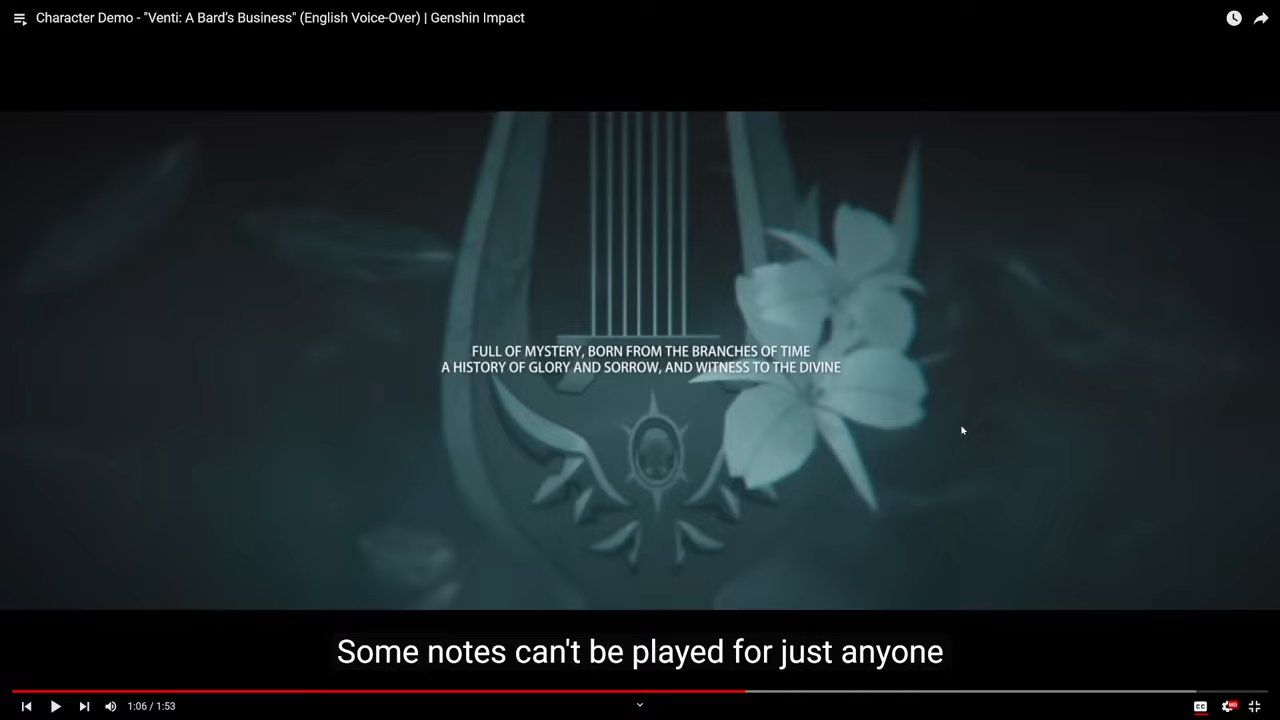 Character Demo - "Venti: A Bard's Business" (English Voice-Over) | Genshin Impact
FULL OF MYSTERY, BORN FROM THE BRANCHES OF TIME
A HISTORY OF GLORY AND SORROW, AND WITNESS TO THE DIVINE
Some notes can't be played for just anyone
1:06 / 1:53
CC
HD